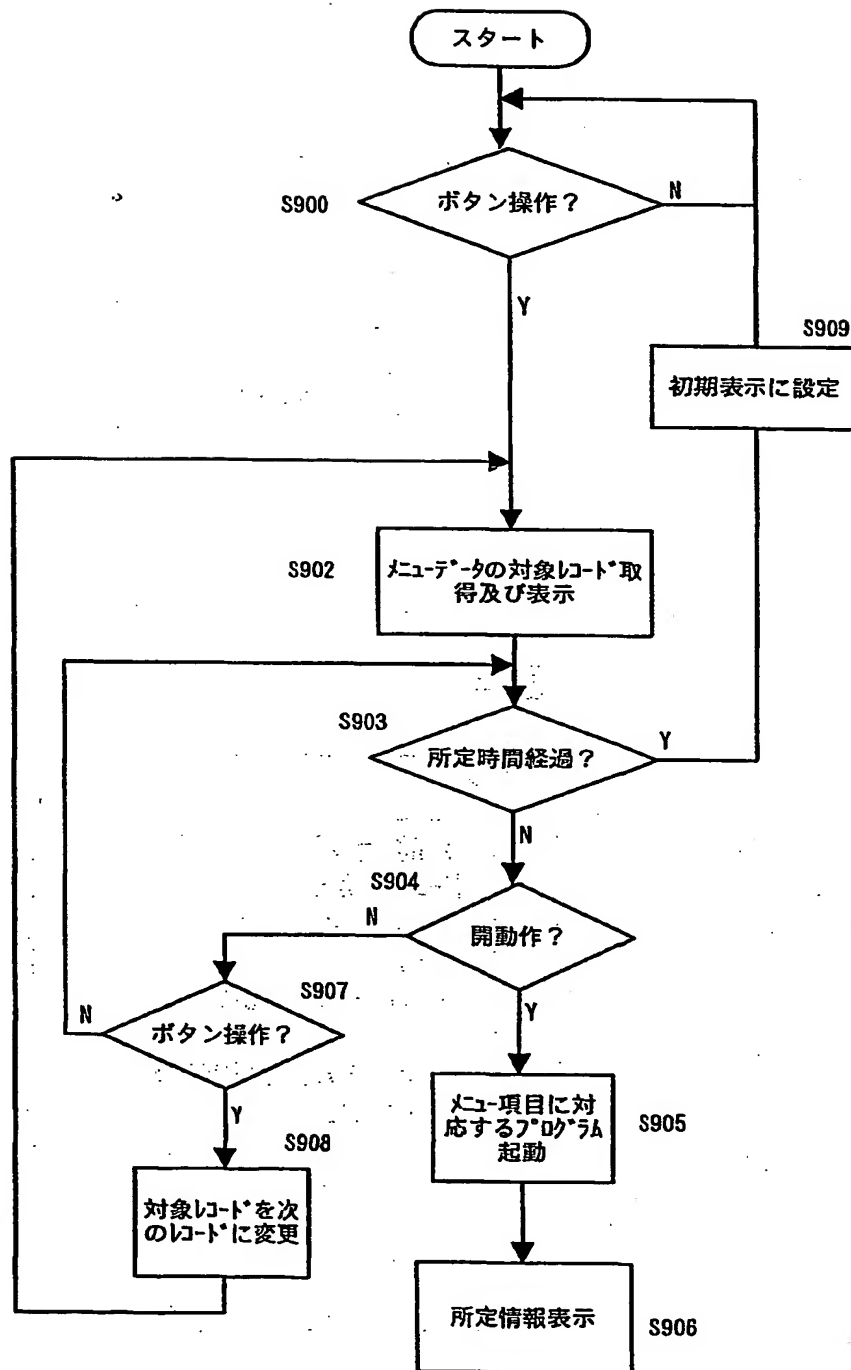 スタート
S900
ボタン操作？
N
Y
S909
初期表示に設定
S902
メニューデータの対象レコード取
得及び表示
S903
所定時間経過？
Y
N
S904
N
開動作？
S907
N
ボタン操作？
Y
Y
メニュー項目に対
応するプログラム
起動
S905
S908
対象レコードを次
のレコードに変更
所定情報表示
S906